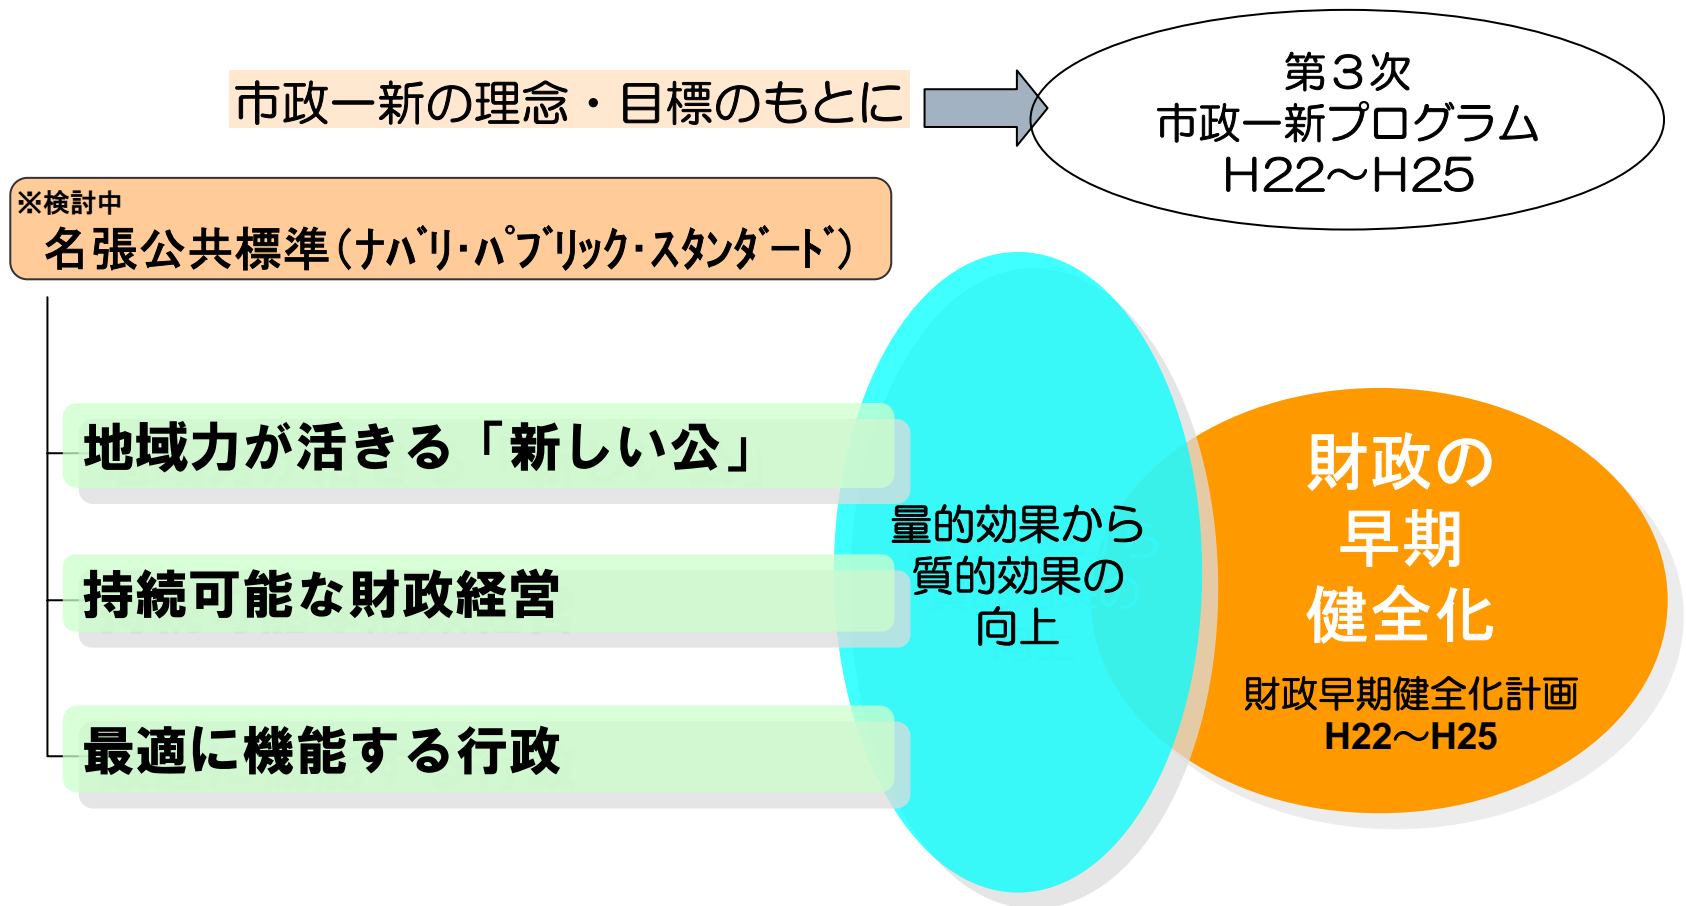 市政一新の理念・目標のもとに
第３次
市政一新プログラム
H22～H25
※検討中
名張公共標準（ﾅﾊﾞﾘ・ﾊﾟﾌﾞﾘｯｸ・ｽﾀﾝﾀﾞｰﾄﾞ）
地域力が活きる「新しい公」
持続可能な財政経営
最適に機能する行政
量的効果から
質的効果の
向上
財政の
早期
健全化
財政早期健全化計画
H22～H25